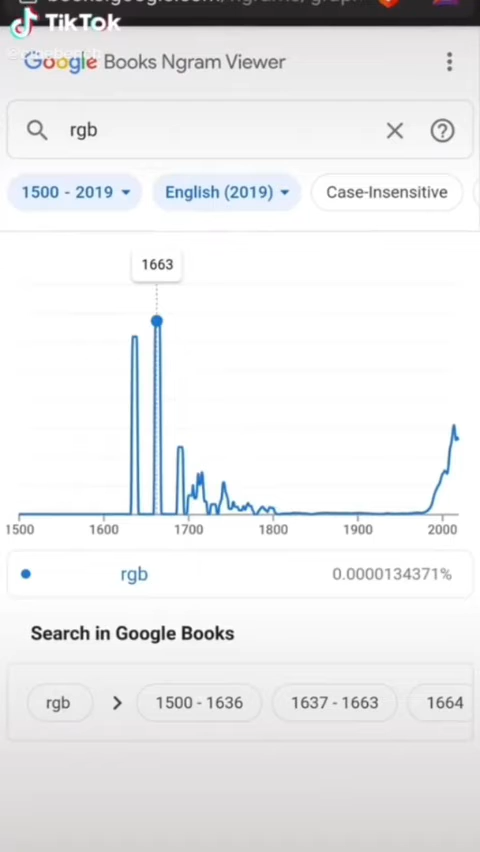 TikTok
Google Books Ngram Viewer
rgb
1500 - 2019
English (2019)
Case-Insensitive
1663
1500 1600 1700 1800 1900 2000
rgb 0.0000134371%
Search in Google Books
rgb 1500 - 1636 1637 - 1663 1664